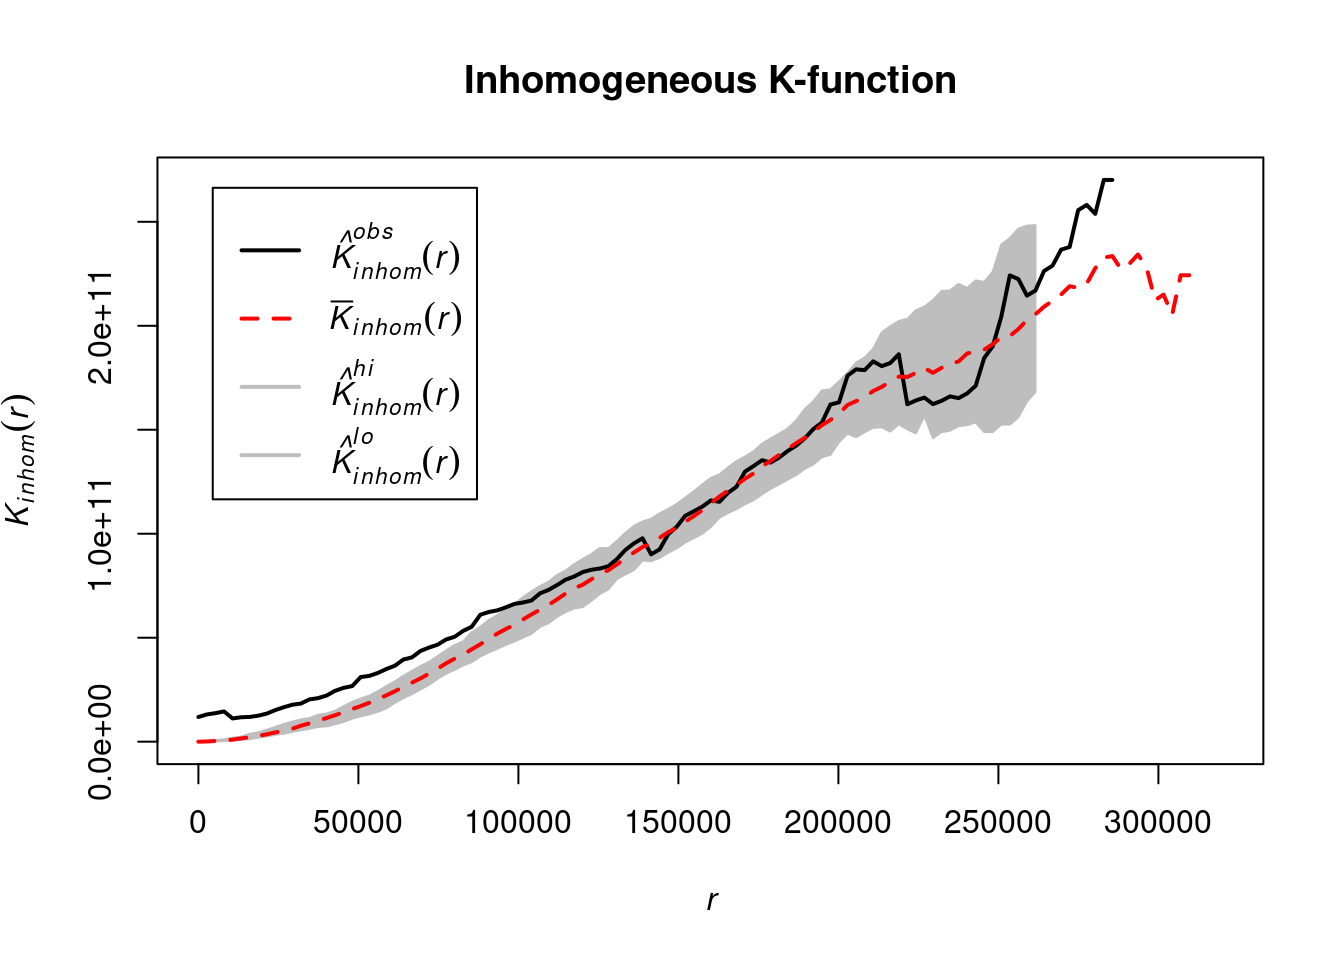 Inhomogeneous K-function
K̂ᵒᵇˢ_inhom(r)
K̅_inhom(r)
K̂ʰⁱ_inhom(r)
K̂ˡᵒ_inhom(r)
K_inhom(r)
2.0e+11
1.0e+11
0.0e+00
0 50000 100000 150000 200000 250000 300000
r